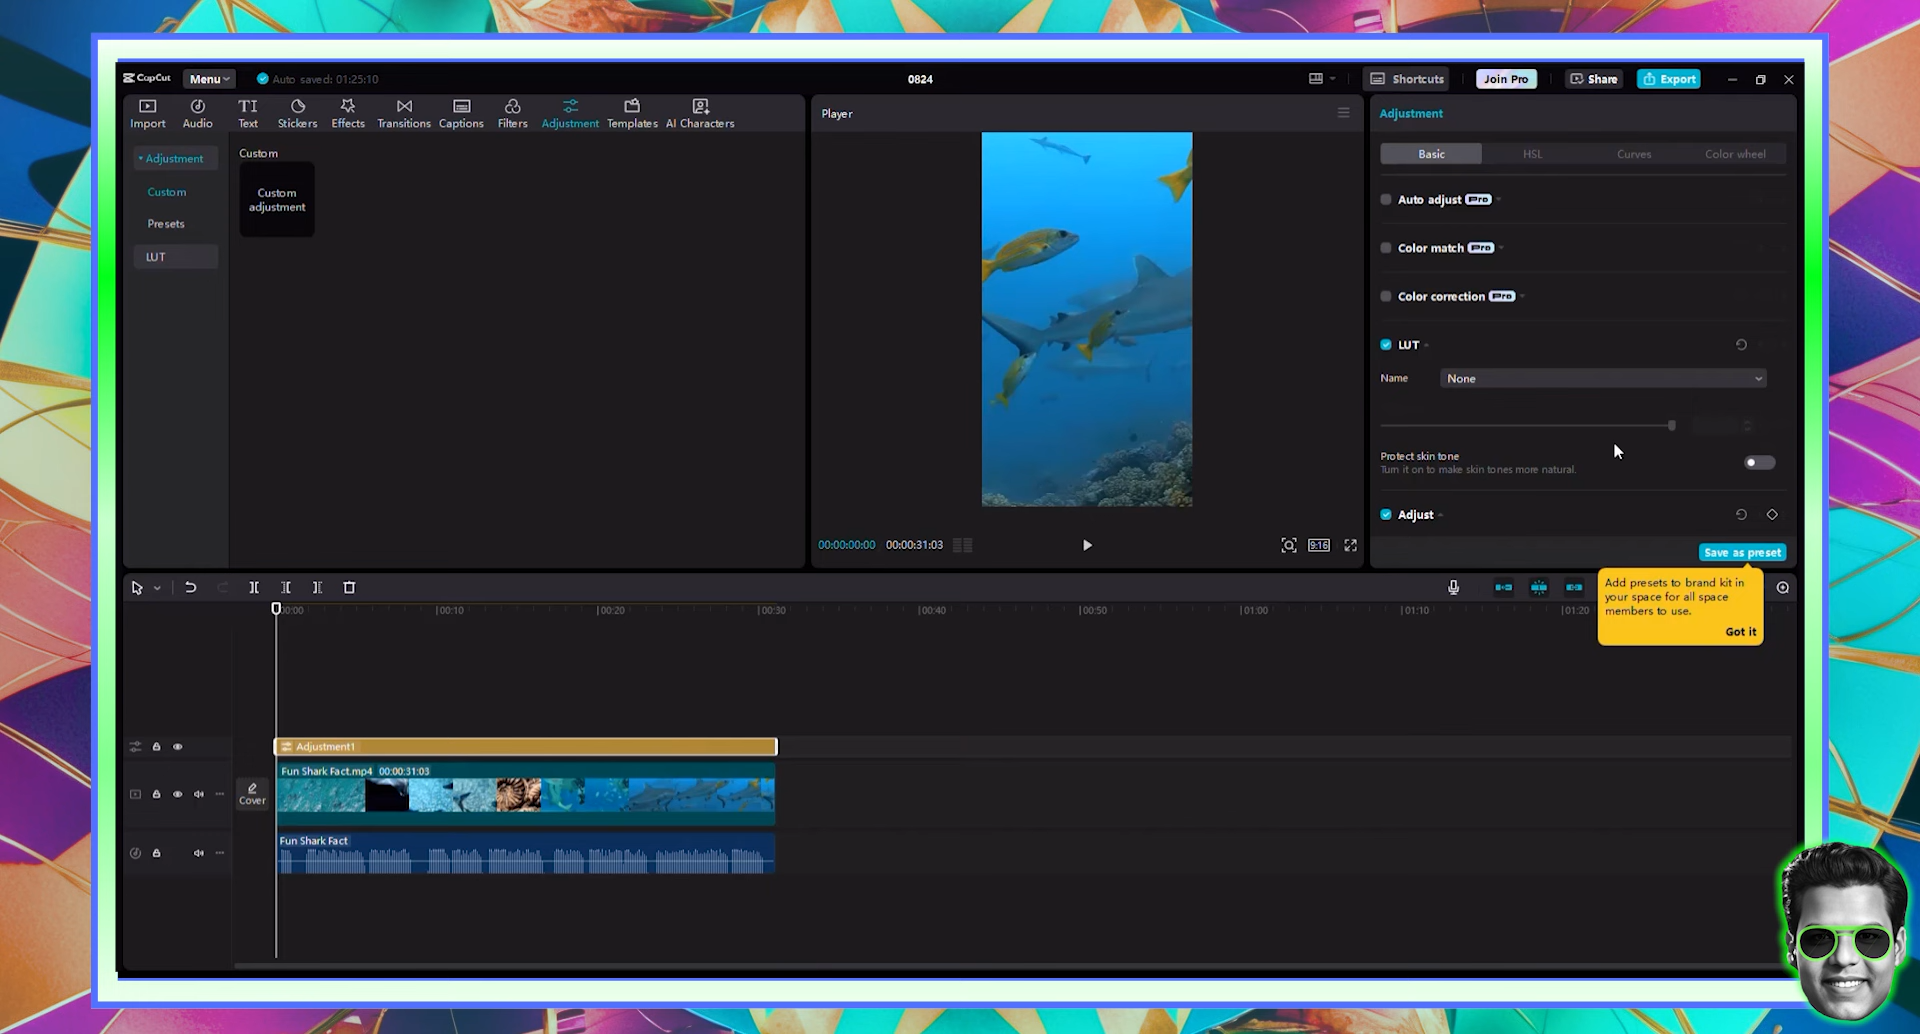 CapCut
Menu
Auto saved: 01:25:10
0824
Shortcuts
Join Pro
Share
Export
Import
Audio
TI
Text
Stickers
Effects
Transitions
Captions
Filters
Adjustment
Templates
AI Characters
Player
Adjustment
Adjustment
Custom
Presets
LUT
Custom
Custom
adjustment
Basic
HSL
Curves
Color wheel
Auto adjust Pro
Color match Pro
Color correction Pro
LUT
Name
None
Protect skin tone
Turn it on to make skin tones more natural.
Adjust
Save as preset
00:00:00:00
00:00:31:03
9:16
Add presets to brand kit in
your space for all space
members to use.
Got it
00:00
00:10
00:20
00:30
00:40
00:50
01:00
01:10
01:20
Adjustment1
Fun Shark Fact.mp4 00:00:31:03
Cover
Fun Shark Fact